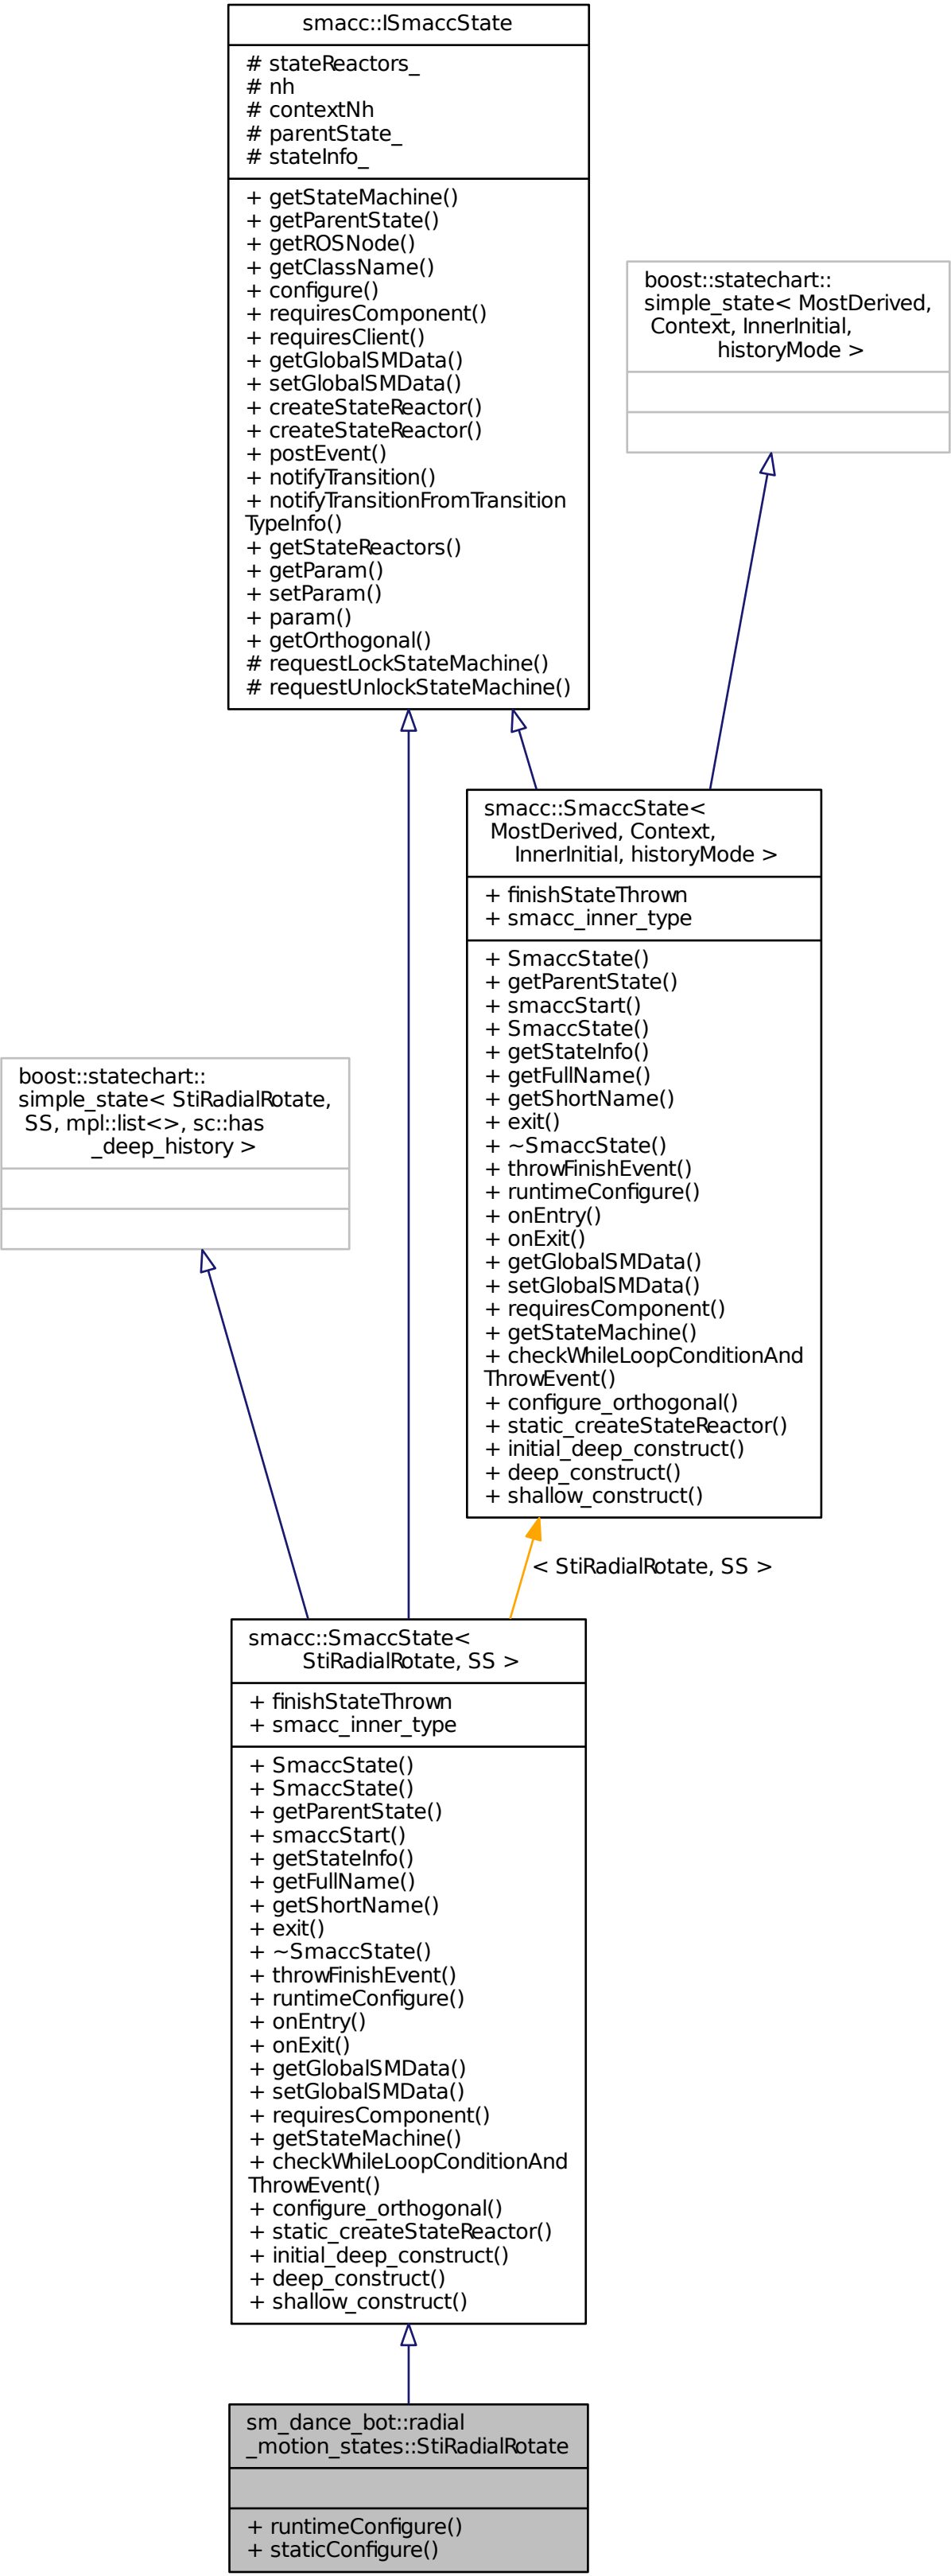 smacc::ISmaccState
# stateReactors_
# nh
# contextNh
# parentState_
# stateInfo_
+ getStateMachine()
+ getParentState()
+ getROSNode()
+ getClassName()
+ configure()
+ requiresComponent()
+ requiresClient()
+ getGlobalSMData()
+ setGlobalSMData()
+ createStateReactor()
+ createStateReactor()
+ postEvent()
+ notifyTransition()
+ notifyTransitionFromTransition
TypeInfo()
+ getStateReactors()
+ getParam()
+ setParam()
+ param()
+ getOrthogonal()
# requestLockStateMachine()
# requestUnlockStateMachine()
boost::statechart::
simple_state< MostDerived,
Context, InnerInitial,
historyMode >
smacc::SmaccState<
MostDerived, Context,
InnerInitial, historyMode >
+ finishStateThrown
+ smacc_inner_type
+ SmaccState()
+ getParentState()
+ smaccStart()
+ SmaccState()
+ getStateInfo()
+ getFullName()
+ getShortName()
+ exit()
+ ~SmaccState()
+ throwFinishEvent()
+ runtimeConfigure()
+ onEntry()
+ onExit()
+ getGlobalSMData()
+ setGlobalSMData()
+ requiresComponent()
+ getStateMachine()
+ checkWhileLoopConditionAnd
ThrowEvent()
+ configure_orthogonal()
+ static_createStateReactor()
+ initial_deep_construct()
+ deep_construct()
+ shallow_construct()
boost::statechart::
simple_state< StiRadialRotate,
SS, mpl::list<>, sc::has
_deep_history >
< StiRadialRotate, SS >
smacc::SmaccState<
StiRadialRotate, SS >
+ finishStateThrown
+ smacc_inner_type
+ SmaccState()
+ SmaccState()
+ getParentState()
+ smaccStart()
+ getStateInfo()
+ getFullName()
+ getShortName()
+ exit()
+ ~SmaccState()
+ throwFinishEvent()
+ runtimeConfigure()
+ onEntry()
+ onExit()
+ getGlobalSMData()
+ setGlobalSMData()
+ requiresComponent()
+ getStateMachine()
+ checkWhileLoopConditionAnd
ThrowEvent()
+ configure_orthogonal()
+ static_createStateReactor()
+ initial_deep_construct()
+ deep_construct()
+ shallow_construct()
sm_dance_bot::radial
_motion_states::StiRadialRotate
+ runtimeConfigure()
+ staticConfigure()